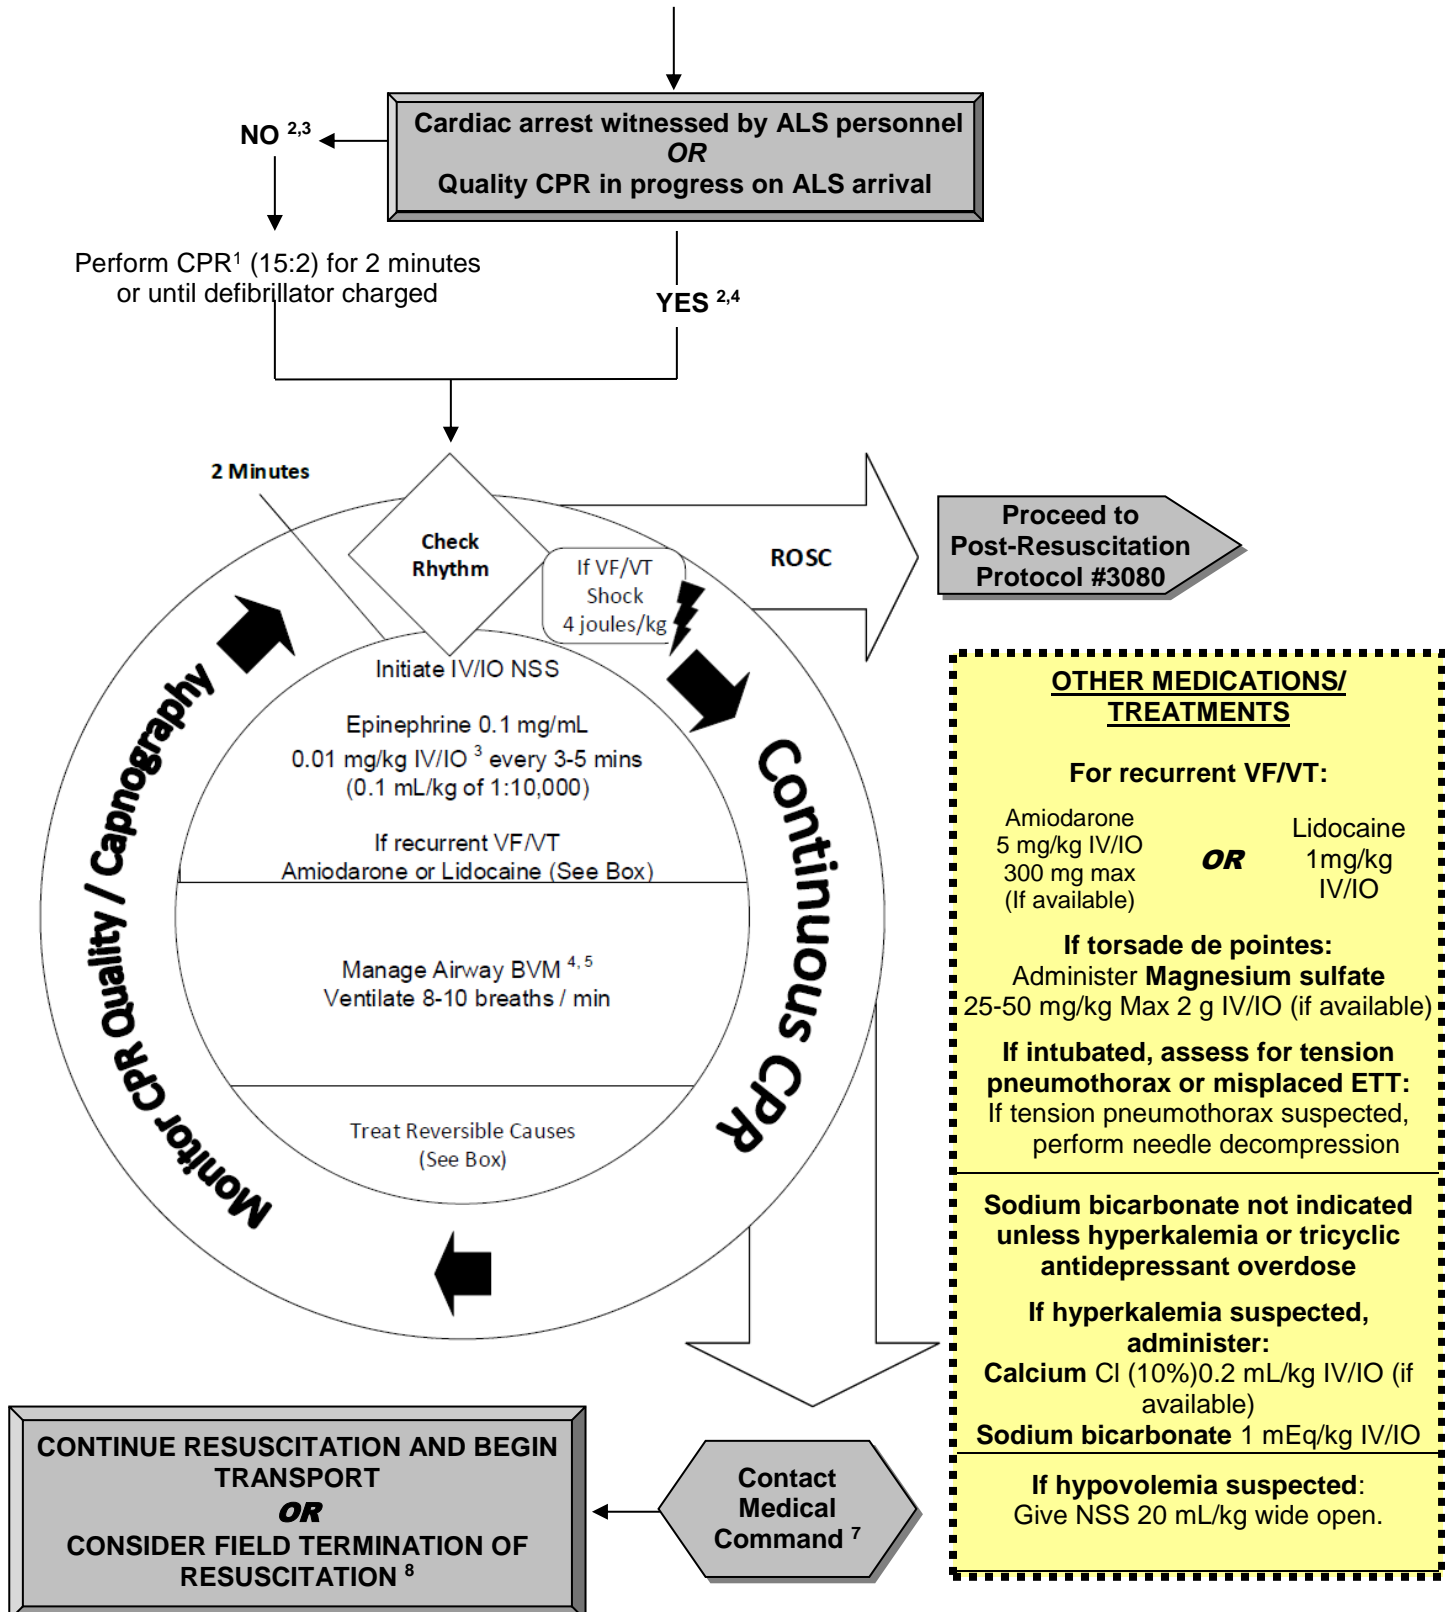 Cardiac arrest witnessed by ALS personnel
OR
Quality CPR in progress on ALS arrival
NO 2,3
Perform CPR1 (15:2) for 2 minutes
or until defibrillator charged
YES 2,4
2 Minutes
Check
Rhythm
If VF/VT
Shock
4 joules/kg
ROSC
Proceed to
Post-Resuscitation
Protocol #3080
Initiate IV/IO NSS
Epinephrine 0.1 mg/mL
0.01 mg/kg IV/IO 3 every 3-5 mins
(0.1 mL/kg of 1:10,000)
If recurrent VF/VT
Amiodarone or Lidocaine (See Box)
Manage Airway BVM 4, 5
Ventilate 8-10 breaths / min
Treat Reversible Causes
(See Box)
Monitor CPR Quality / Capnography
Continuous CPR
OTHER MEDICATIONS/
TREATMENTS
For recurrent VF/VT:
Amiodarone
5 mg/kg IV/IO
300 mg max
(If available)
OR
Lidocaine
1mg/kg
IV/IO
If torsade de pointes:
Administer Magnesium sulfate
25-50 mg/kg Max 2 g IV/IO (if available)
If intubated, assess for tension
pneumothorax or misplaced ETT:
If tension pneumothorax suspected,
perform needle decompression
Sodium bicarbonate not indicated
unless hyperkalemia or tricyclic
antidepressant overdose
If hyperkalemia suspected,
administer:
Calcium Cl (10%)0.2 mL/kg IV/IO (if
available)
Sodium bicarbonate 1 mEq/kg IV/IO
If hypovolemia suspected:
Give NSS 20 mL/kg wide open.
Contact
Medical
Command 7
CONTINUE RESUSCITATION AND BEGIN
TRANSPORT
OR
CONSIDER FIELD TERMINATION OF
RESUSCITATION 8